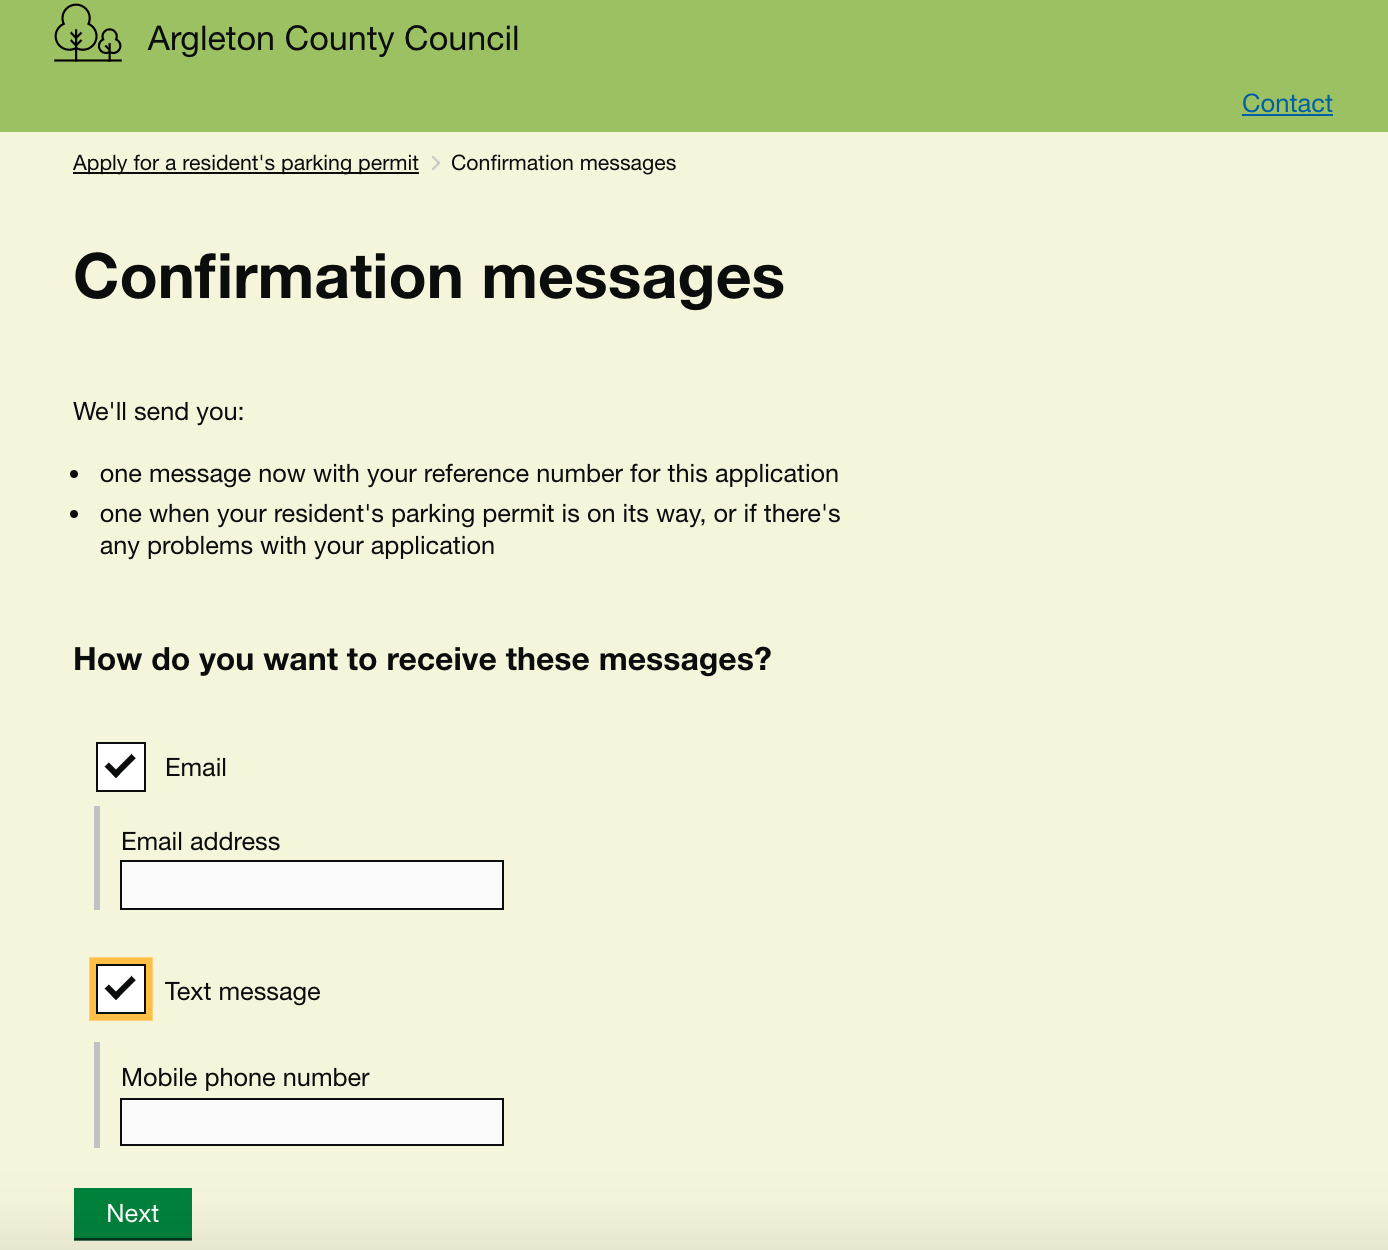 Argleton County Council
Contact
Apply for a resident's parking permit > Confirmation messages
Confirmation messages
We'll send you:
• one message now with your reference number for this application
• one when your resident's parking permit is on its way, or if there's
any problems with your application
How do you want to receive these messages?
Email
Email address
Text message
Mobile phone number
Next